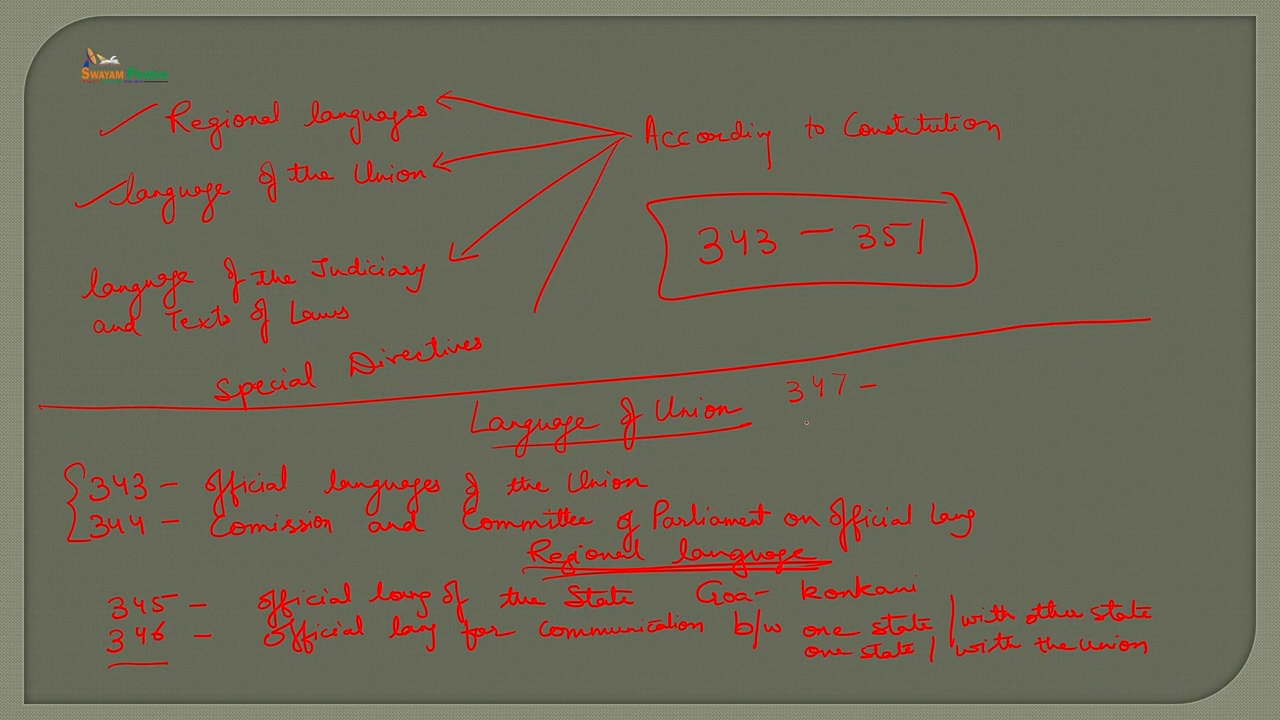 SWAYAM PRABHA
Regional languages
According to Constitution
language of the Union
343 - 351
language of the Judiciary
and Texts of Laws
Special Directives
347 -
Language of Union
343 - official languages of the Union
344 - Comission and Committee of Parliament on official lang
Regional language
345 - official lang of the State Goa - konkani
346 - official lang for communication b/w one state / with other state
one state / with the union